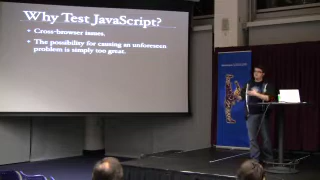 Why Test JavaScript?
• Cross-browser issues.
• The possibility for causing an unforeseen
problem is simply too great.